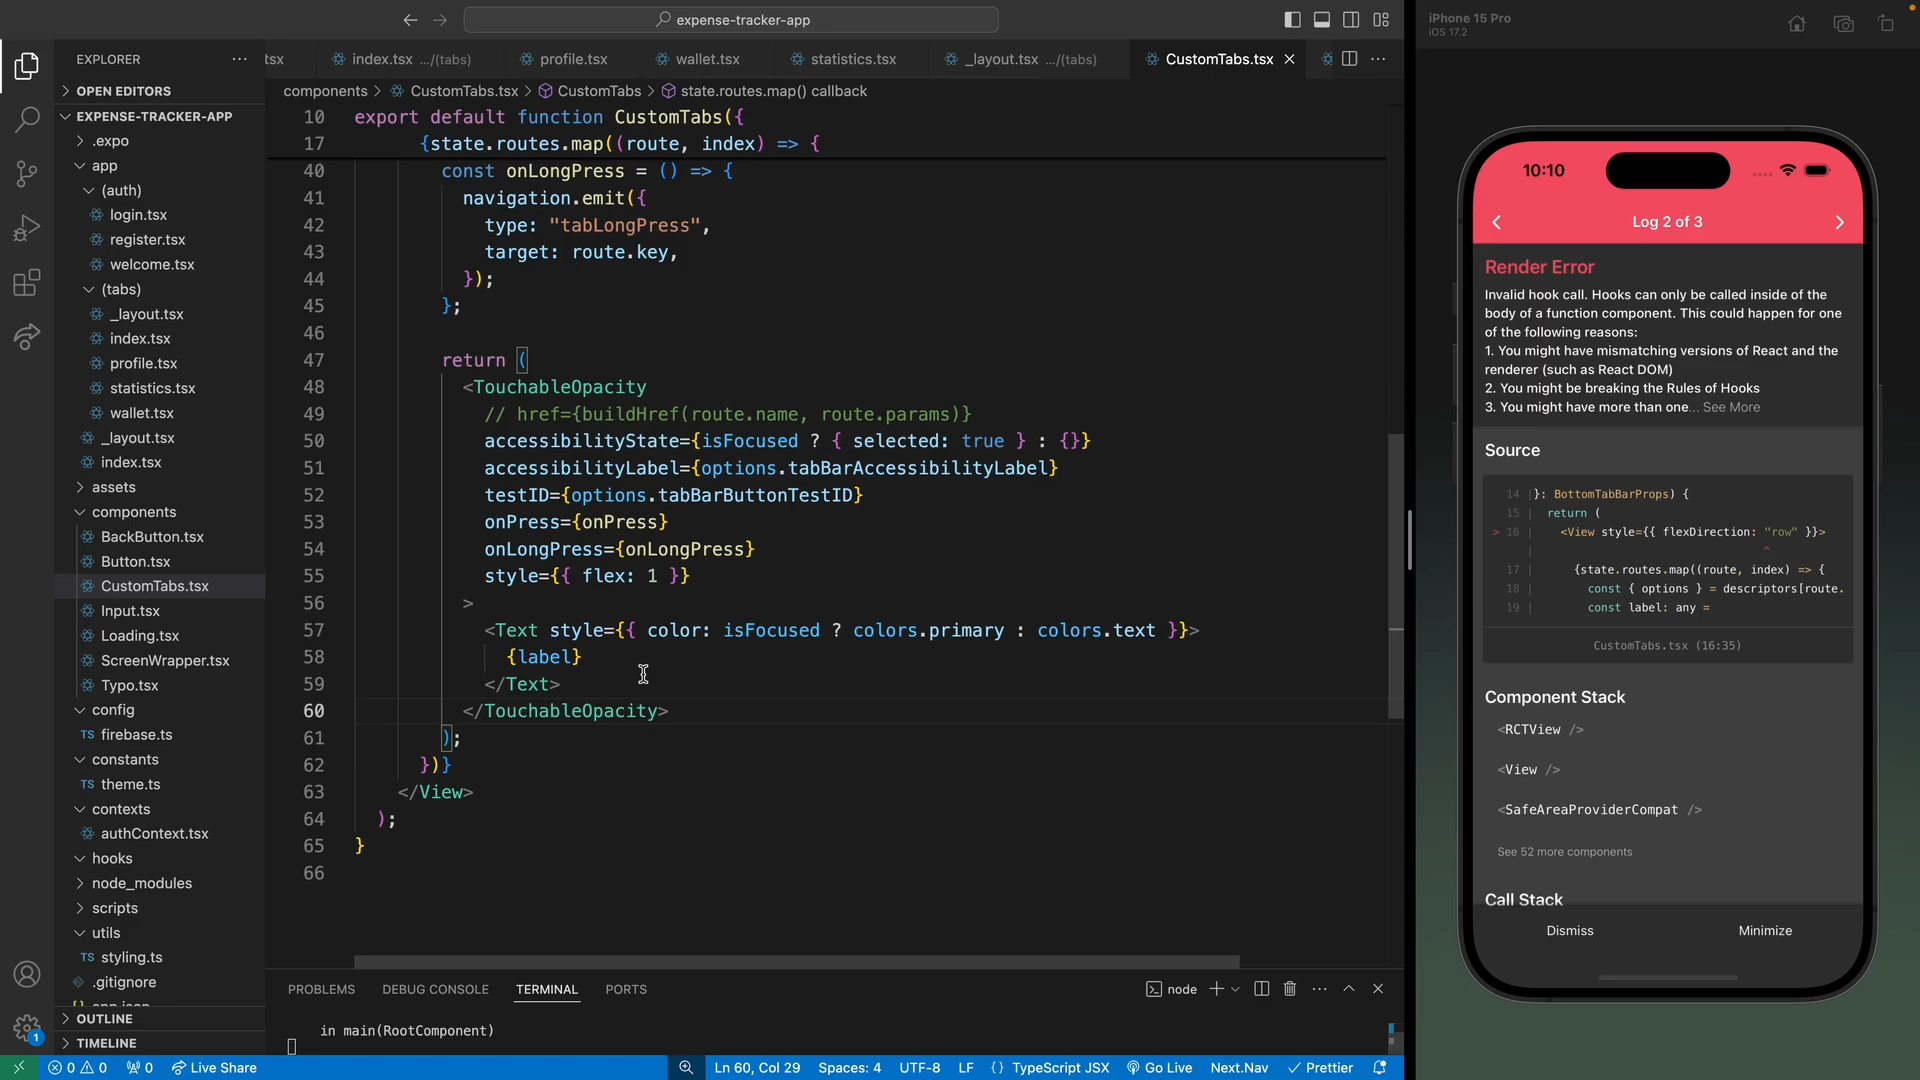 expense-tracker-app
EXPLORER
OPEN EDITORS
EXPENSE-TRACKER-APP
.expo
app
(auth)
login.tsx
register.tsx
welcome.tsx
(tabs)
_layout.tsx
index.tsx
profile.tsx
statistics.tsx
wallet.tsx
_layout.tsx
index.tsx
assets
components
BackButton.tsx
Button.tsx
CustomTabs.tsx
Input.tsx
Loading.tsx
ScreenWrapper.tsx
Typo.tsx
config
TS firebase.ts
constants
TS theme.ts
contexts
authContext.tsx
hooks
node_modules
scripts
utils
TS styling.ts
.gitignore
OUTLINE
TIMELINE
tsx index.tsx .../(tabs) profile.tsx wallet.tsx statistics.tsx _layout.tsx .../(tabs) CustomTabs.tsx
components > CustomTabs.tsx > CustomTabs > state.routes.map() callback
10 export default function CustomTabs({
17 {state.routes.map((route, index) => {
40 const onLongPress = () => {
41 navigation.emit({
42 type: "tabLongPress",
43 target: route.key,
44 });
45 };
46
47 return (
48 <TouchableOpacity
49 // href={buildHref(route.name, route.params)}
50 accessibilityState={isFocused ? { selected: true } : {}}
51 accessibilityLabel={options.tabBarAccessibilityLabel}
52 testID={options.tabBarButtonTestID}
53 onPress={onPress}
54 onLongPress={onLongPress}
55 style={{ flex: 1 }}
56 >
57 <Text style={{ color: isFocused ? colors.primary : colors.text }}>
58 {label}
59 </Text>
60 </TouchableOpacity>
61 );
62 })}
63 </View>
64 );
65 }
66
PROBLEMS DEBUG CONSOLE TERMINAL PORTS node
in main(RootComponent)
1
0 0 0 Live Share Ln 60, Col 29 Spaces: 4 UTF-8 LF {} TypeScript JSX Go Live Next.Nav Prettier
iPhone 15 Pro
iOS 17.2
10:10
Log 2 of 3
Render Error
Invalid hook call. Hooks can only be called inside of the
body of a function component. This could happen for one
of the following reasons:
1. You might have mismatching versions of React and the
renderer (such as React DOM)
2. You might be breaking the Rules of Hooks
3. You might have more than one... See More
Source
14 |}: BottomTabBarProps) {
15 | return (
> 16 | <View style={{ flexDirection: "row" }}>
| ^
17 | {state.routes.map((route, index) => {
18 | const { options } = descriptors[route.
19 | const label: any =
CustomTabs.tsx (16:35)
Component Stack
<RCTView />
<View />
<SafeAreaProviderCompat />
See 52 more components
Call Stack
Dismiss Minimize